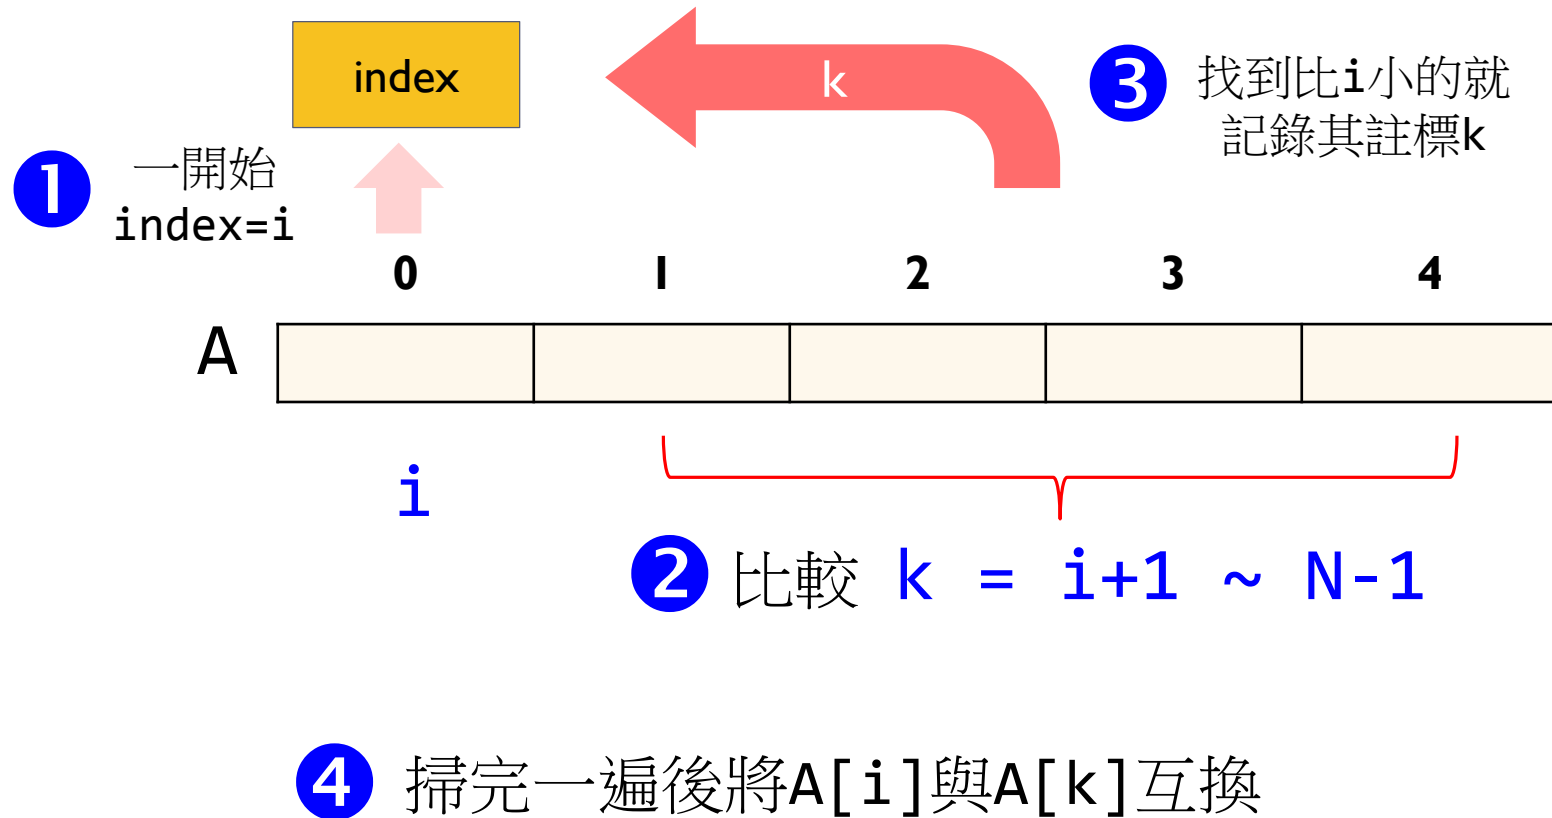 index
k
❸ 找到比i小的就
記錄其註標k
❶ 一開始
index=i
0 1 2 3 4
A
i
❷ 比較 k = i+1 ~ N-1
❹ 掃完一遍後將A[i]與A[k]互換